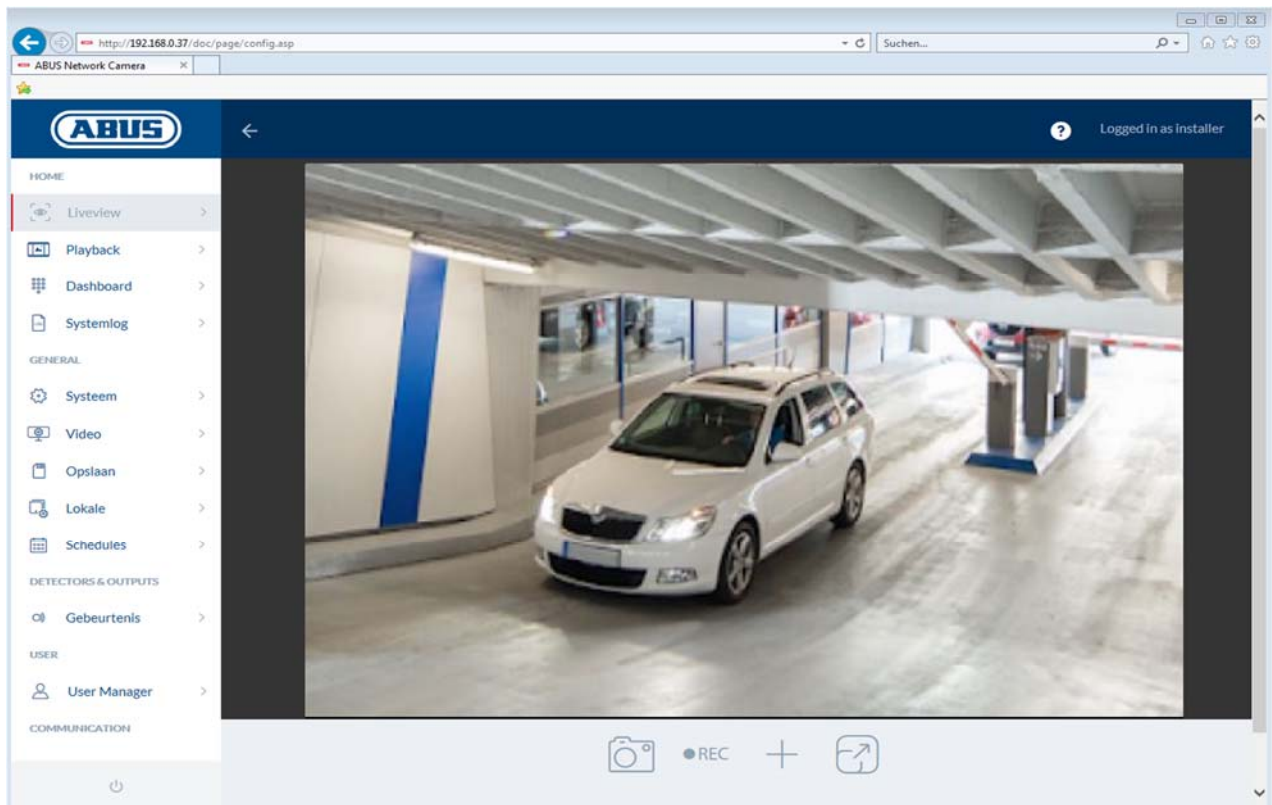 http://192.168.0.37/doc/page/config.asp
Suchen...
ABUS Network Camera
ABUS
?
Logged in as installer
HOME
Liveview
Playback
Dashboard
Systemlog
GENERAL
Systeem
Video
Opslaan
Lokale
Schedules
DETECTORS & OUTPUTS
Gebeurtenis
USER
User Manager
COMMUNICATION
REC